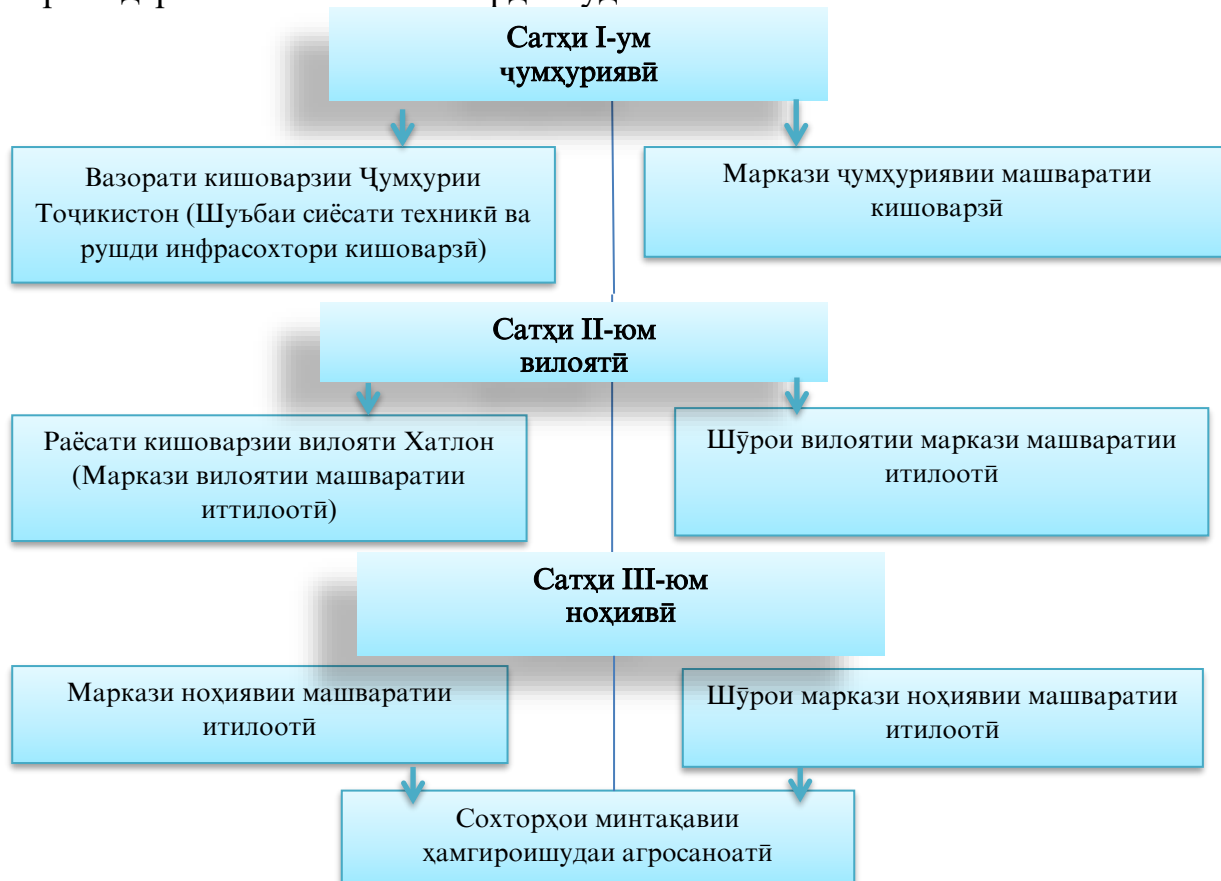 Сатҳи I-ум
ҷумҳуриявӣ
Вазорати кишоварзии Ҷумҳурии
Тоҷикистон (Шуъбаи сиёсати техникӣ ва
рушди инфрасохтори кишоварзӣ)
Маркази ҷумҳуриявии машваратии
кишоварзӣ
Сатҳи II-юм
вилоятӣ
Раёсати кишоварзии вилояти Хатлон
(Маркази вилоятии машваратии
иттилоотӣ)
Шӯрои вилоятии маркази машваратии
итилоотӣ
Сатҳи III-юм
ноҳиявӣ
Маркази ноҳиявии машваратии
итилоотӣ
Шӯрои маркази ноҳиявии машваратии
итилоотӣ
Сохторҳои минтақавии
ҳамгироишудаи агросаноатӣ